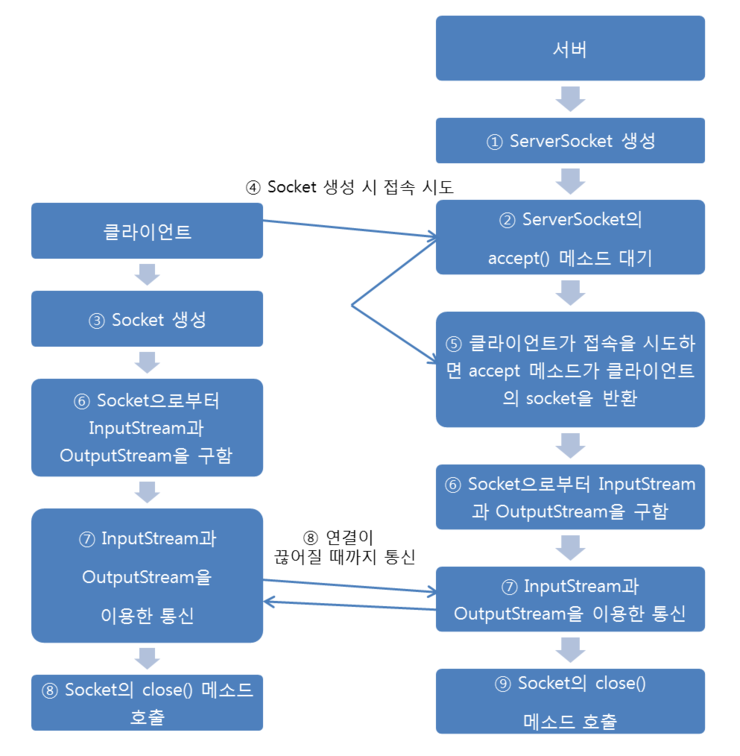 서버
① ServerSocket 생성
④ Socket 생성 시 접속 시도
② ServerSocket의
accept() 메소드 대기
클라이언트
③ Socket 생성
⑤ 클라이언트가 접속을 시도하
면 accept 메소드가 클라이언트
의 socket을 반환
⑥ Socket으로부터
InputStream과
OutputStream을 구함
⑥ Socket으로부터 InputStream
과 OutputStream을 구함
⑦ InputStream과
OutputStream을
이용한 통신
⑧ 연결이
끊어질 때까지 통신
⑦ InputStream과
OutputStream을 이용한 통신
⑧ Socket의 close() 메소드
호출
⑨ Socket의 close()
메소드 호출